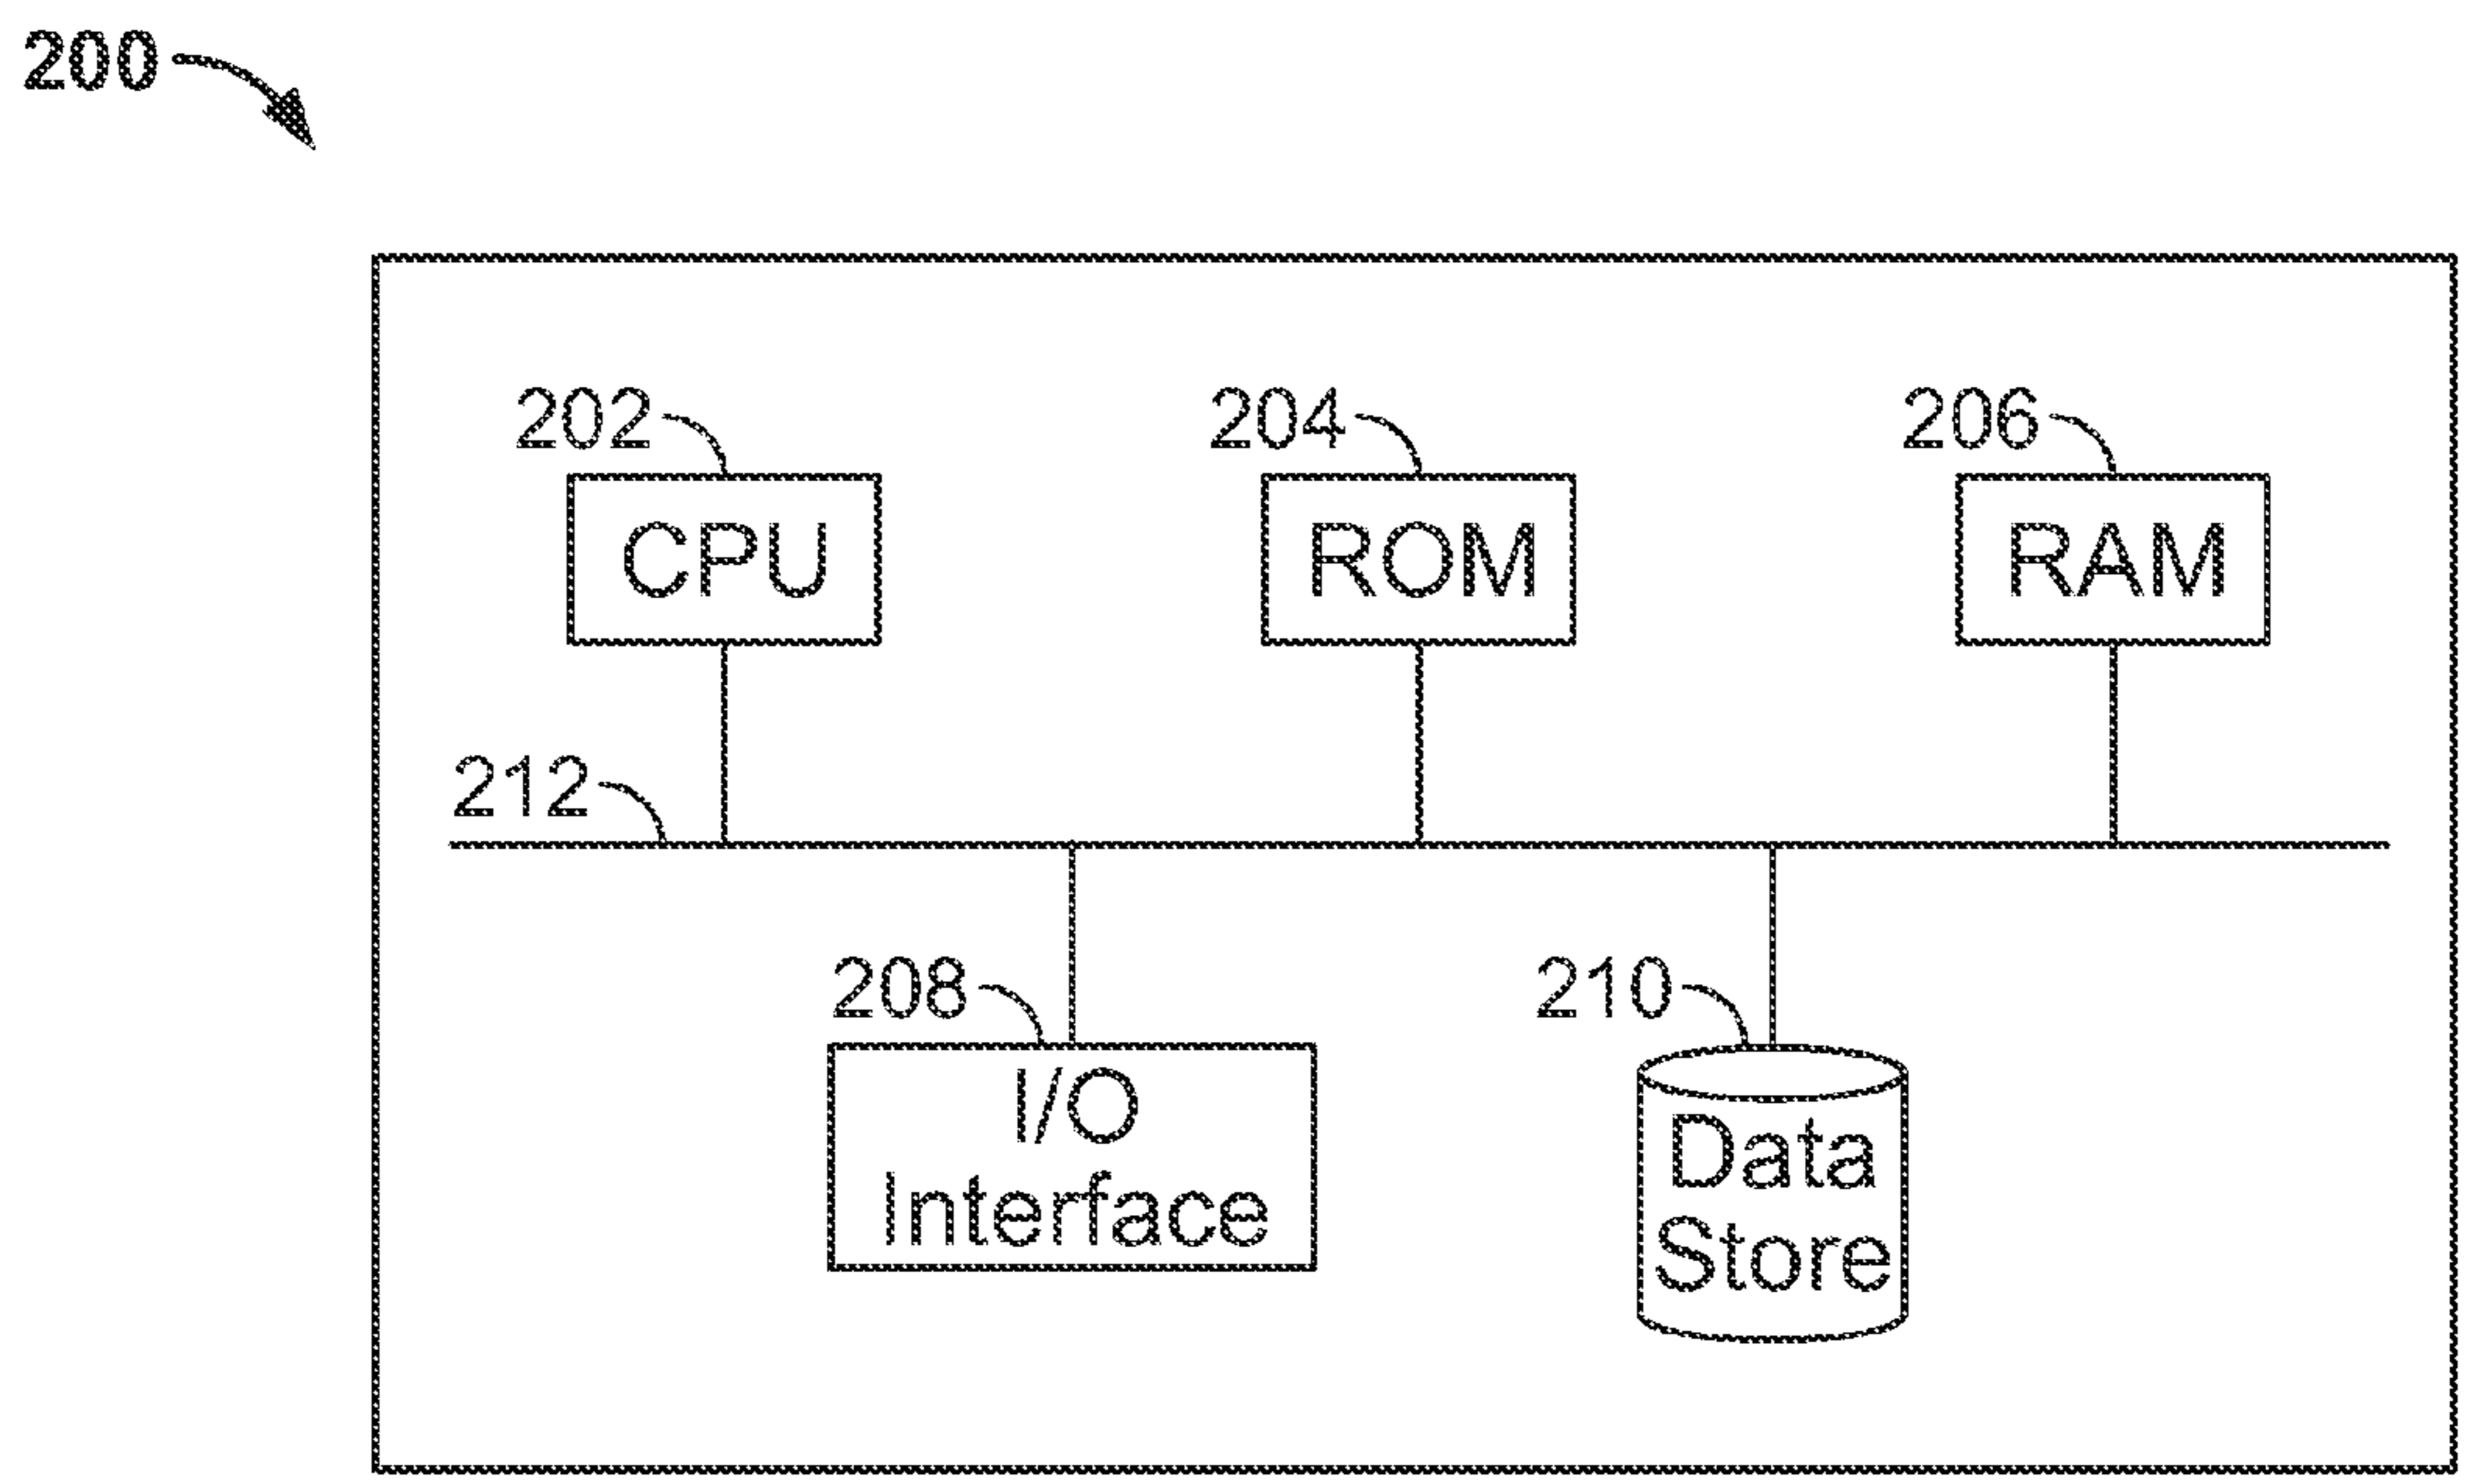 200
202
204
206
CPU
ROM
RAM
212
208
210
I/O
Interface
Data
Store